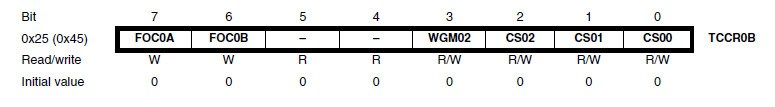 Bit 7 6 5 4 3 2 1 0
0x25 (0x45) FOC0A FOC0B – – WGM02 CS02 CS01 CS00 TCCR0B
Read/write W W R R R/W R/W R/W R/W
Initial value 0 0 0 0 0 0 0 0